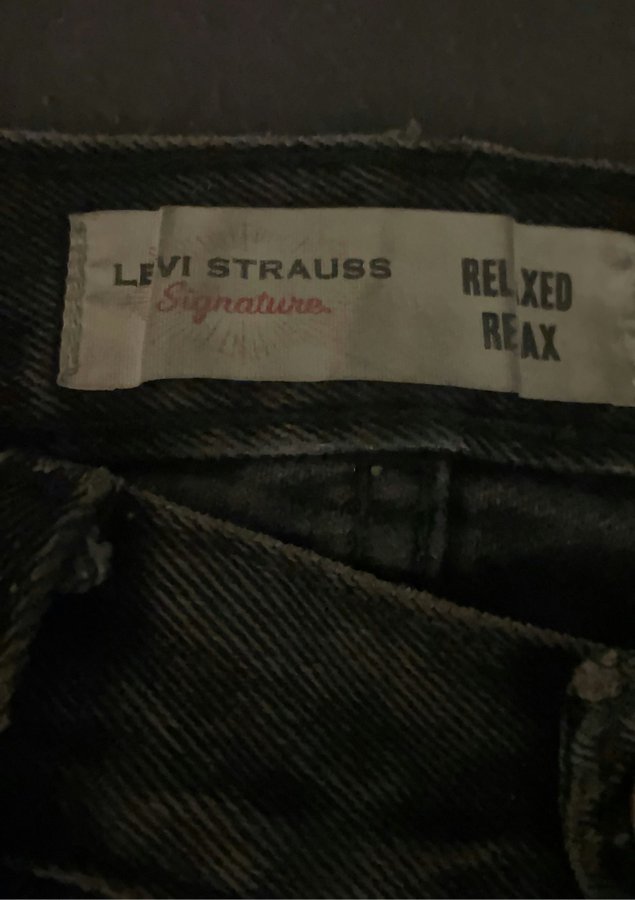 LEVI STRAUSS
Signature.
RELAXED
RELAX